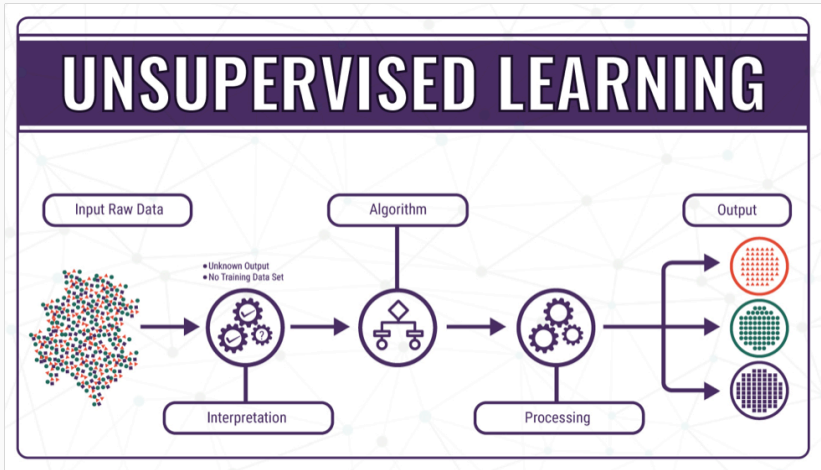 UNSUPERVISED LEARNING
Input Raw Data
Algorithm
Output
• Unknown Output
• No Training Data Set
?
Interpretation
Processing